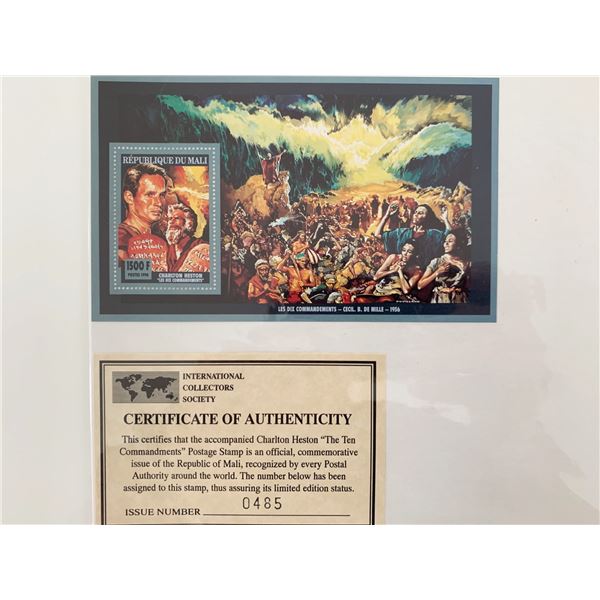 RÉPUBLIQUE DU MALI
1500 F
POSTES 1996
CHARLTON HESTON
"LES DIX COMMANDEMENTS"
LES DIX COMMANDEMENTS – CECIL. B. DE MILLE – 1956
INTERNATIONAL
COLLECTORS
SOCIETY
CERTIFICATE OF AUTHENTICITY
This certifies that the accompanied Charlton Heston "The Ten
Commandments" Postage Stamp is an official, commemorative
issue of the Republic of Mali, recognized by every Postal
Authority around the world. The number below has been
assigned to this stamp, thus assuring its limited edition status.
ISSUE NUMBER 0485